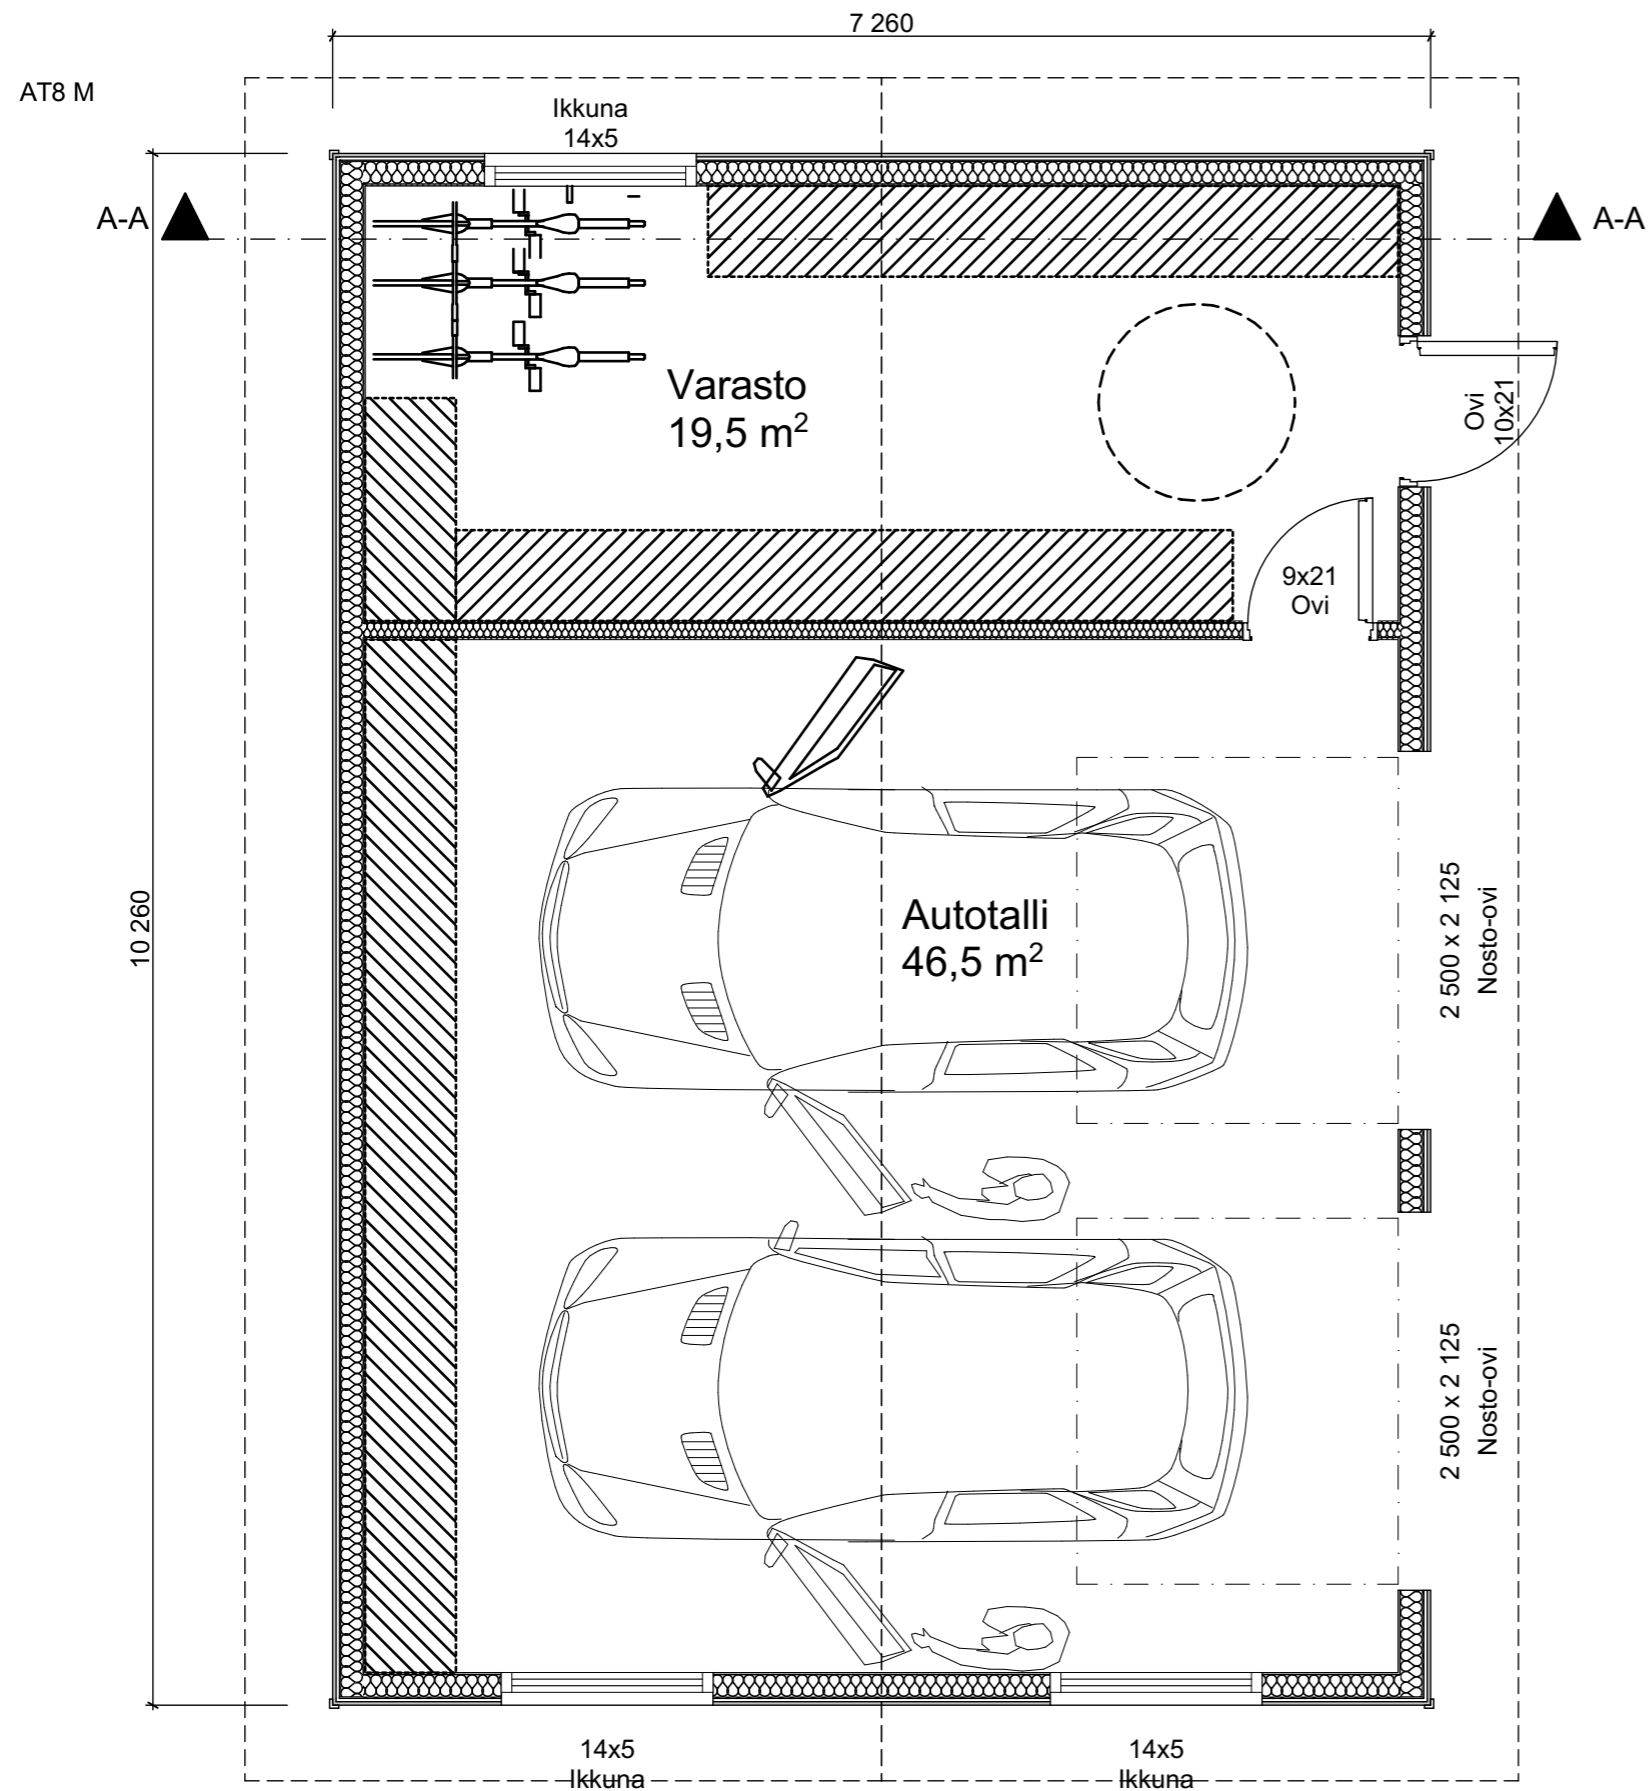 7 260
AT8 M
Ikkuna
14x5
A-A
A-A
Varasto
19,5 m²
Ovi
10x21
9x21
Ovi
10 260
Autotalli
46,5 m²
2 500 x 2 125
Nosto-ovi
2 500 x 2 125
Nosto-ovi
14x5
Ikkuna
14x5
Ikkuna